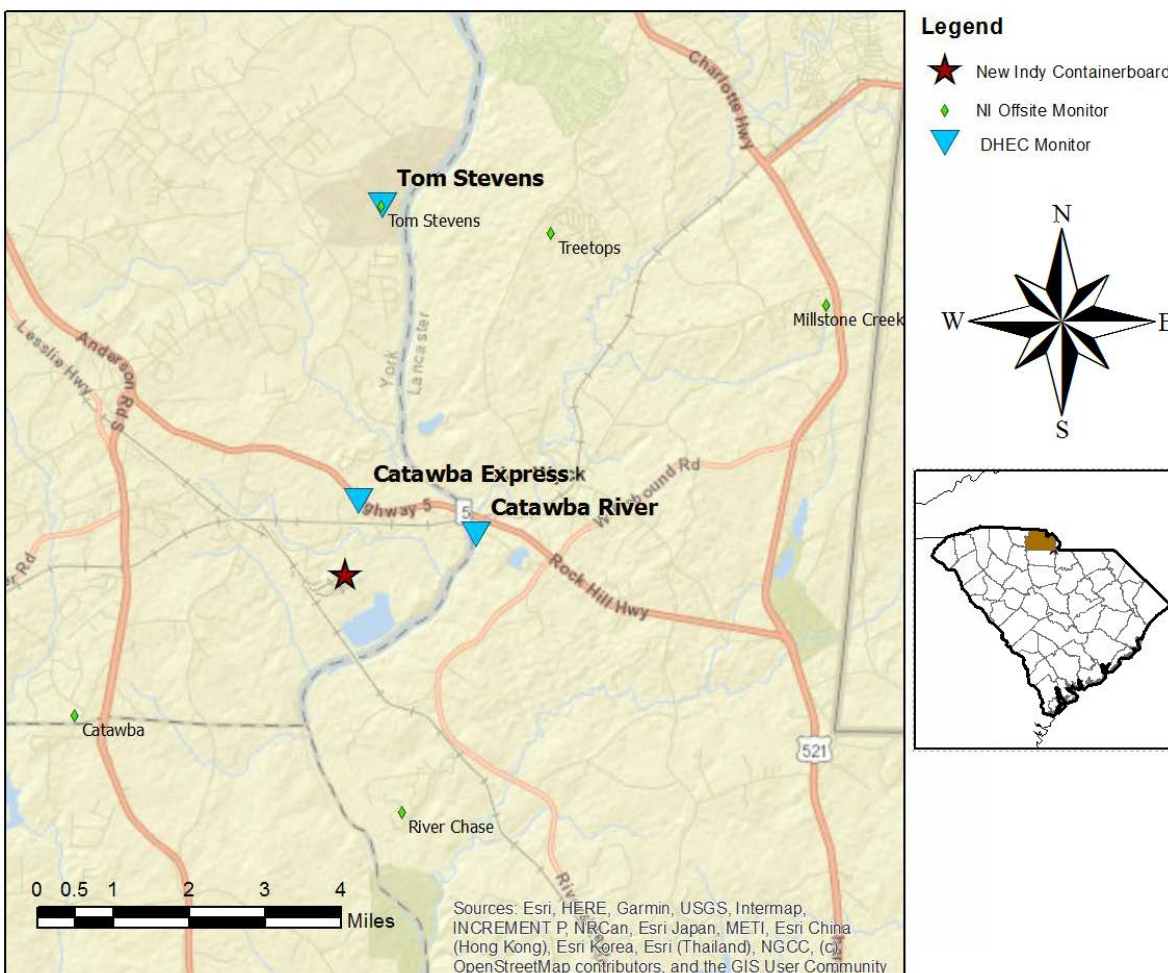 Legend
New Indy Containerboard
NI Offsite Monitor
DHEC Monitor
N
W
E
S
Charlotte Hwy
Tom Stevens
Tom Stevens
Treetops
Millstone Creek
Lesslie Hwy
Anderson Rd S
York
Lancaster
Catawba Express
Highway 5
5
Catawba River
Rock Hill Hwy
521
Catawba
River Chase
0 0.5 1 2 3 4
Miles
Sources: Esri, HERE, Garmin, USGS, Intermap,
INCREMENT P, NRCan, Esri Japan, METI, Esri China
(Hong Kong), Esri Korea, Esri (Thailand), NGCC, (c)
OpenStreetMap contributors, and the GIS User Community